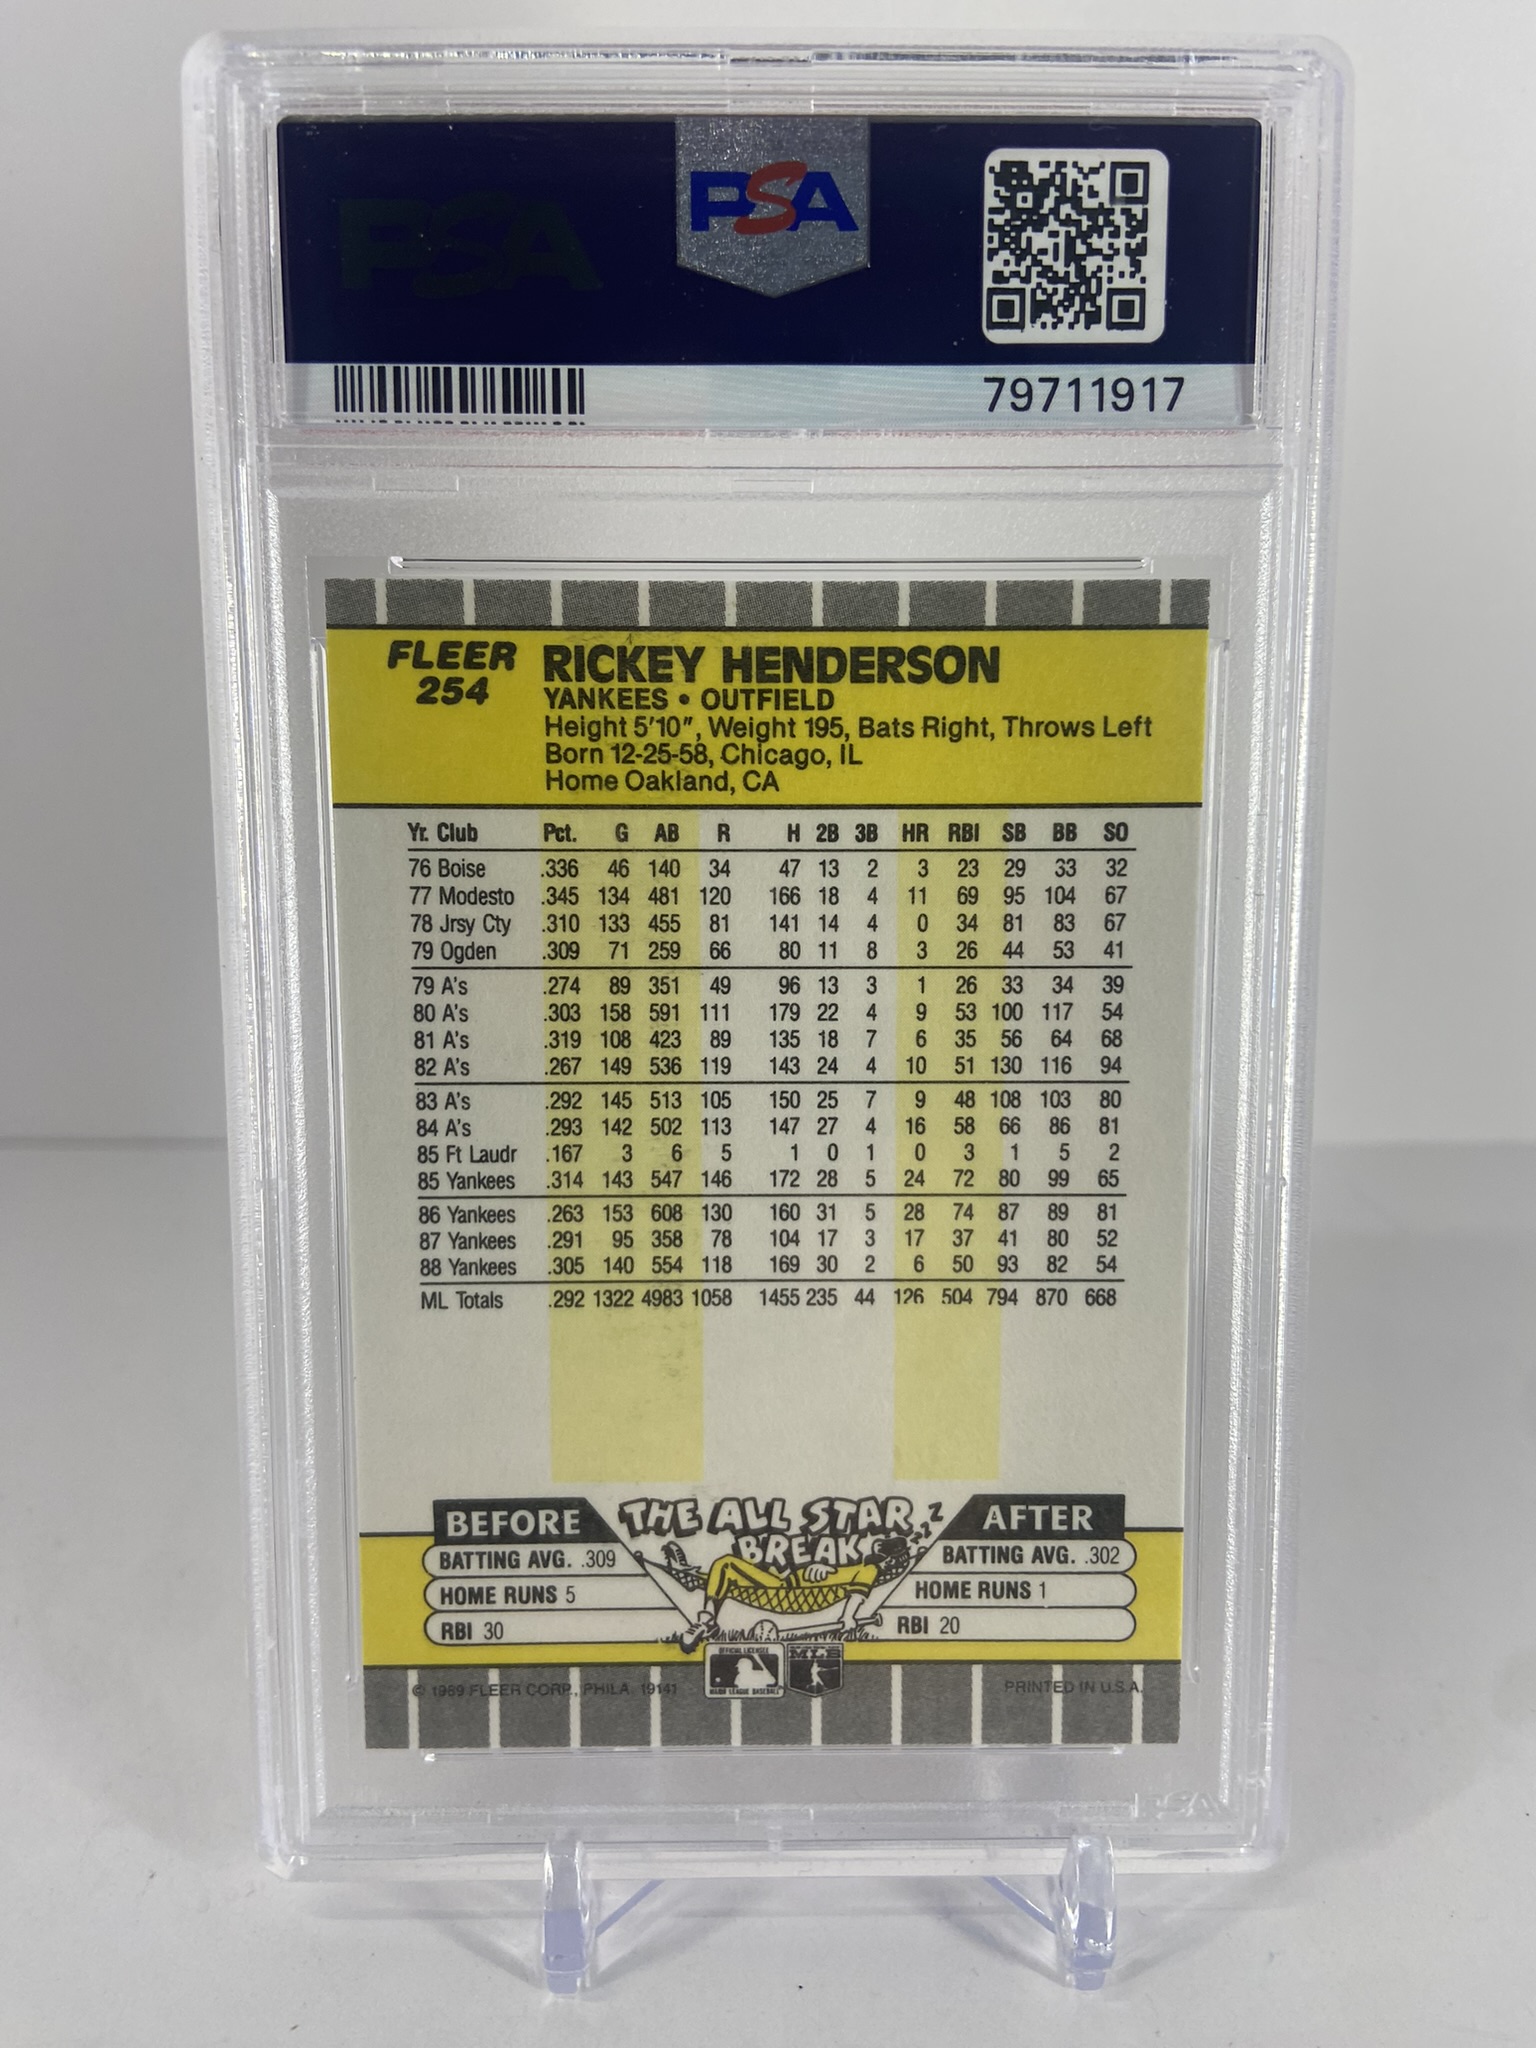 PSA
PSA
79711917
FLEER
254
RICKEY HENDERSON
YANKEES • OUTFIELD
Height 5'10", Weight 195, Bats Right, Throws Left
Born 12-25-58, Chicago, IL
Home Oakland, CA
Yr. Club Pct. G AB R H 2B 3B HR RBI SB BB SO
76 Boise .336 46 140 34 47 13 2 3 23 29 33 32
77 Modesto .345 134 481 120 166 18 4 11 69 95 104 67
78 Jrsy Cty .310 133 455 81 141 14 4 0 34 81 83 67
79 Ogden .309 71 259 66 80 11 8 3 26 44 53 41
79 A's .274 89 351 49 96 13 3 1 26 33 34 39
80 A's .303 158 591 111 179 22 4 9 53 100 117 54
81 A's .319 108 423 89 135 18 7 6 35 56 64 68
82 A's .267 149 536 119 143 24 4 10 51 130 116 94
83 A's .292 145 513 105 150 25 7 9 48 108 103 80
84 A's .293 142 502 113 147 27 4 16 58 66 86 81
85 Ft Laudr .167 3 6 5 1 0 1 0 3 1 5 2
85 Yankees .314 143 547 146 172 28 5 24 72 80 99 65
86 Yankees .263 153 608 130 160 31 5 28 74 87 89 81
87 Yankees .291 95 358 78 104 17 3 17 37 41 80 52
88 Yankees .305 140 554 118 169 30 2 6 50 93 82 54
ML Totals .292 1322 4983 1058 1455 235 44 126 504 794 870 668
THE ALL STAR
BREAK
ZZZ
BEFORE
BATTING AVG. .309
HOME RUNS 5
RBI 30
AFTER
BATTING AVG. .302
HOME RUNS 1
RBI 20
OFFICIAL LICENSEE
MAJOR LEAGUE BASEBALL
MLB
© 1989 FLEER CORP., PHILA. 19141
PRINTED IN U.S.A.
PSA